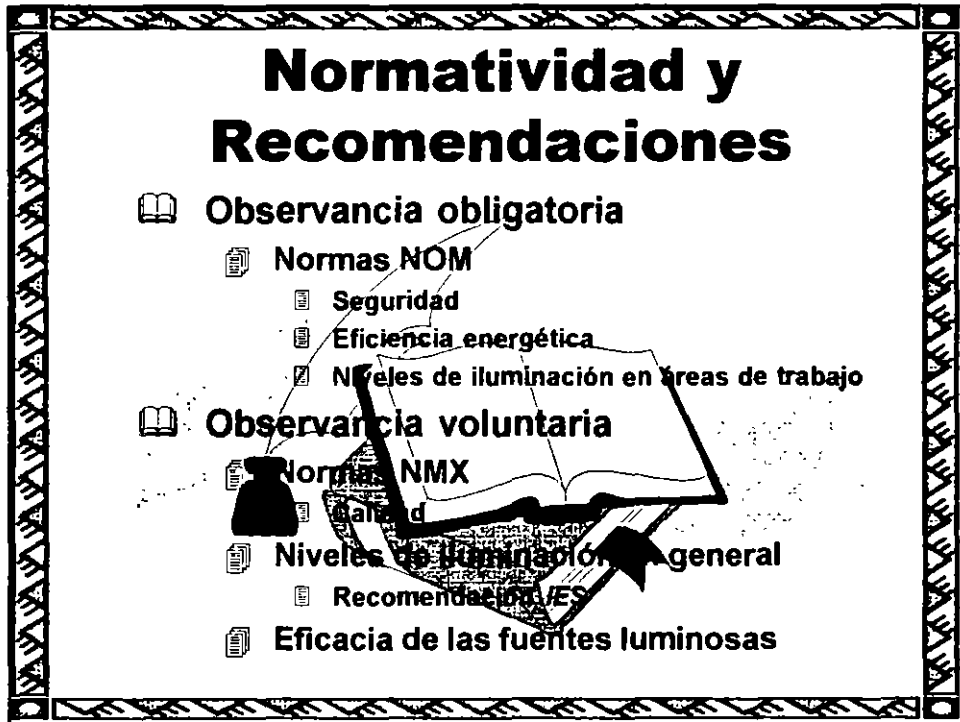 Normatividad y
Recomendaciones
Observancia obligatoria
Normas NOM
Seguridad
Eficiencia energética
Niveles de iluminación en áreas de trabajo
Observancia voluntaria
Normas NMX
Calidad
Niveles de iluminación en general
Recomendación IES
Eficacia de las fuentes luminosas